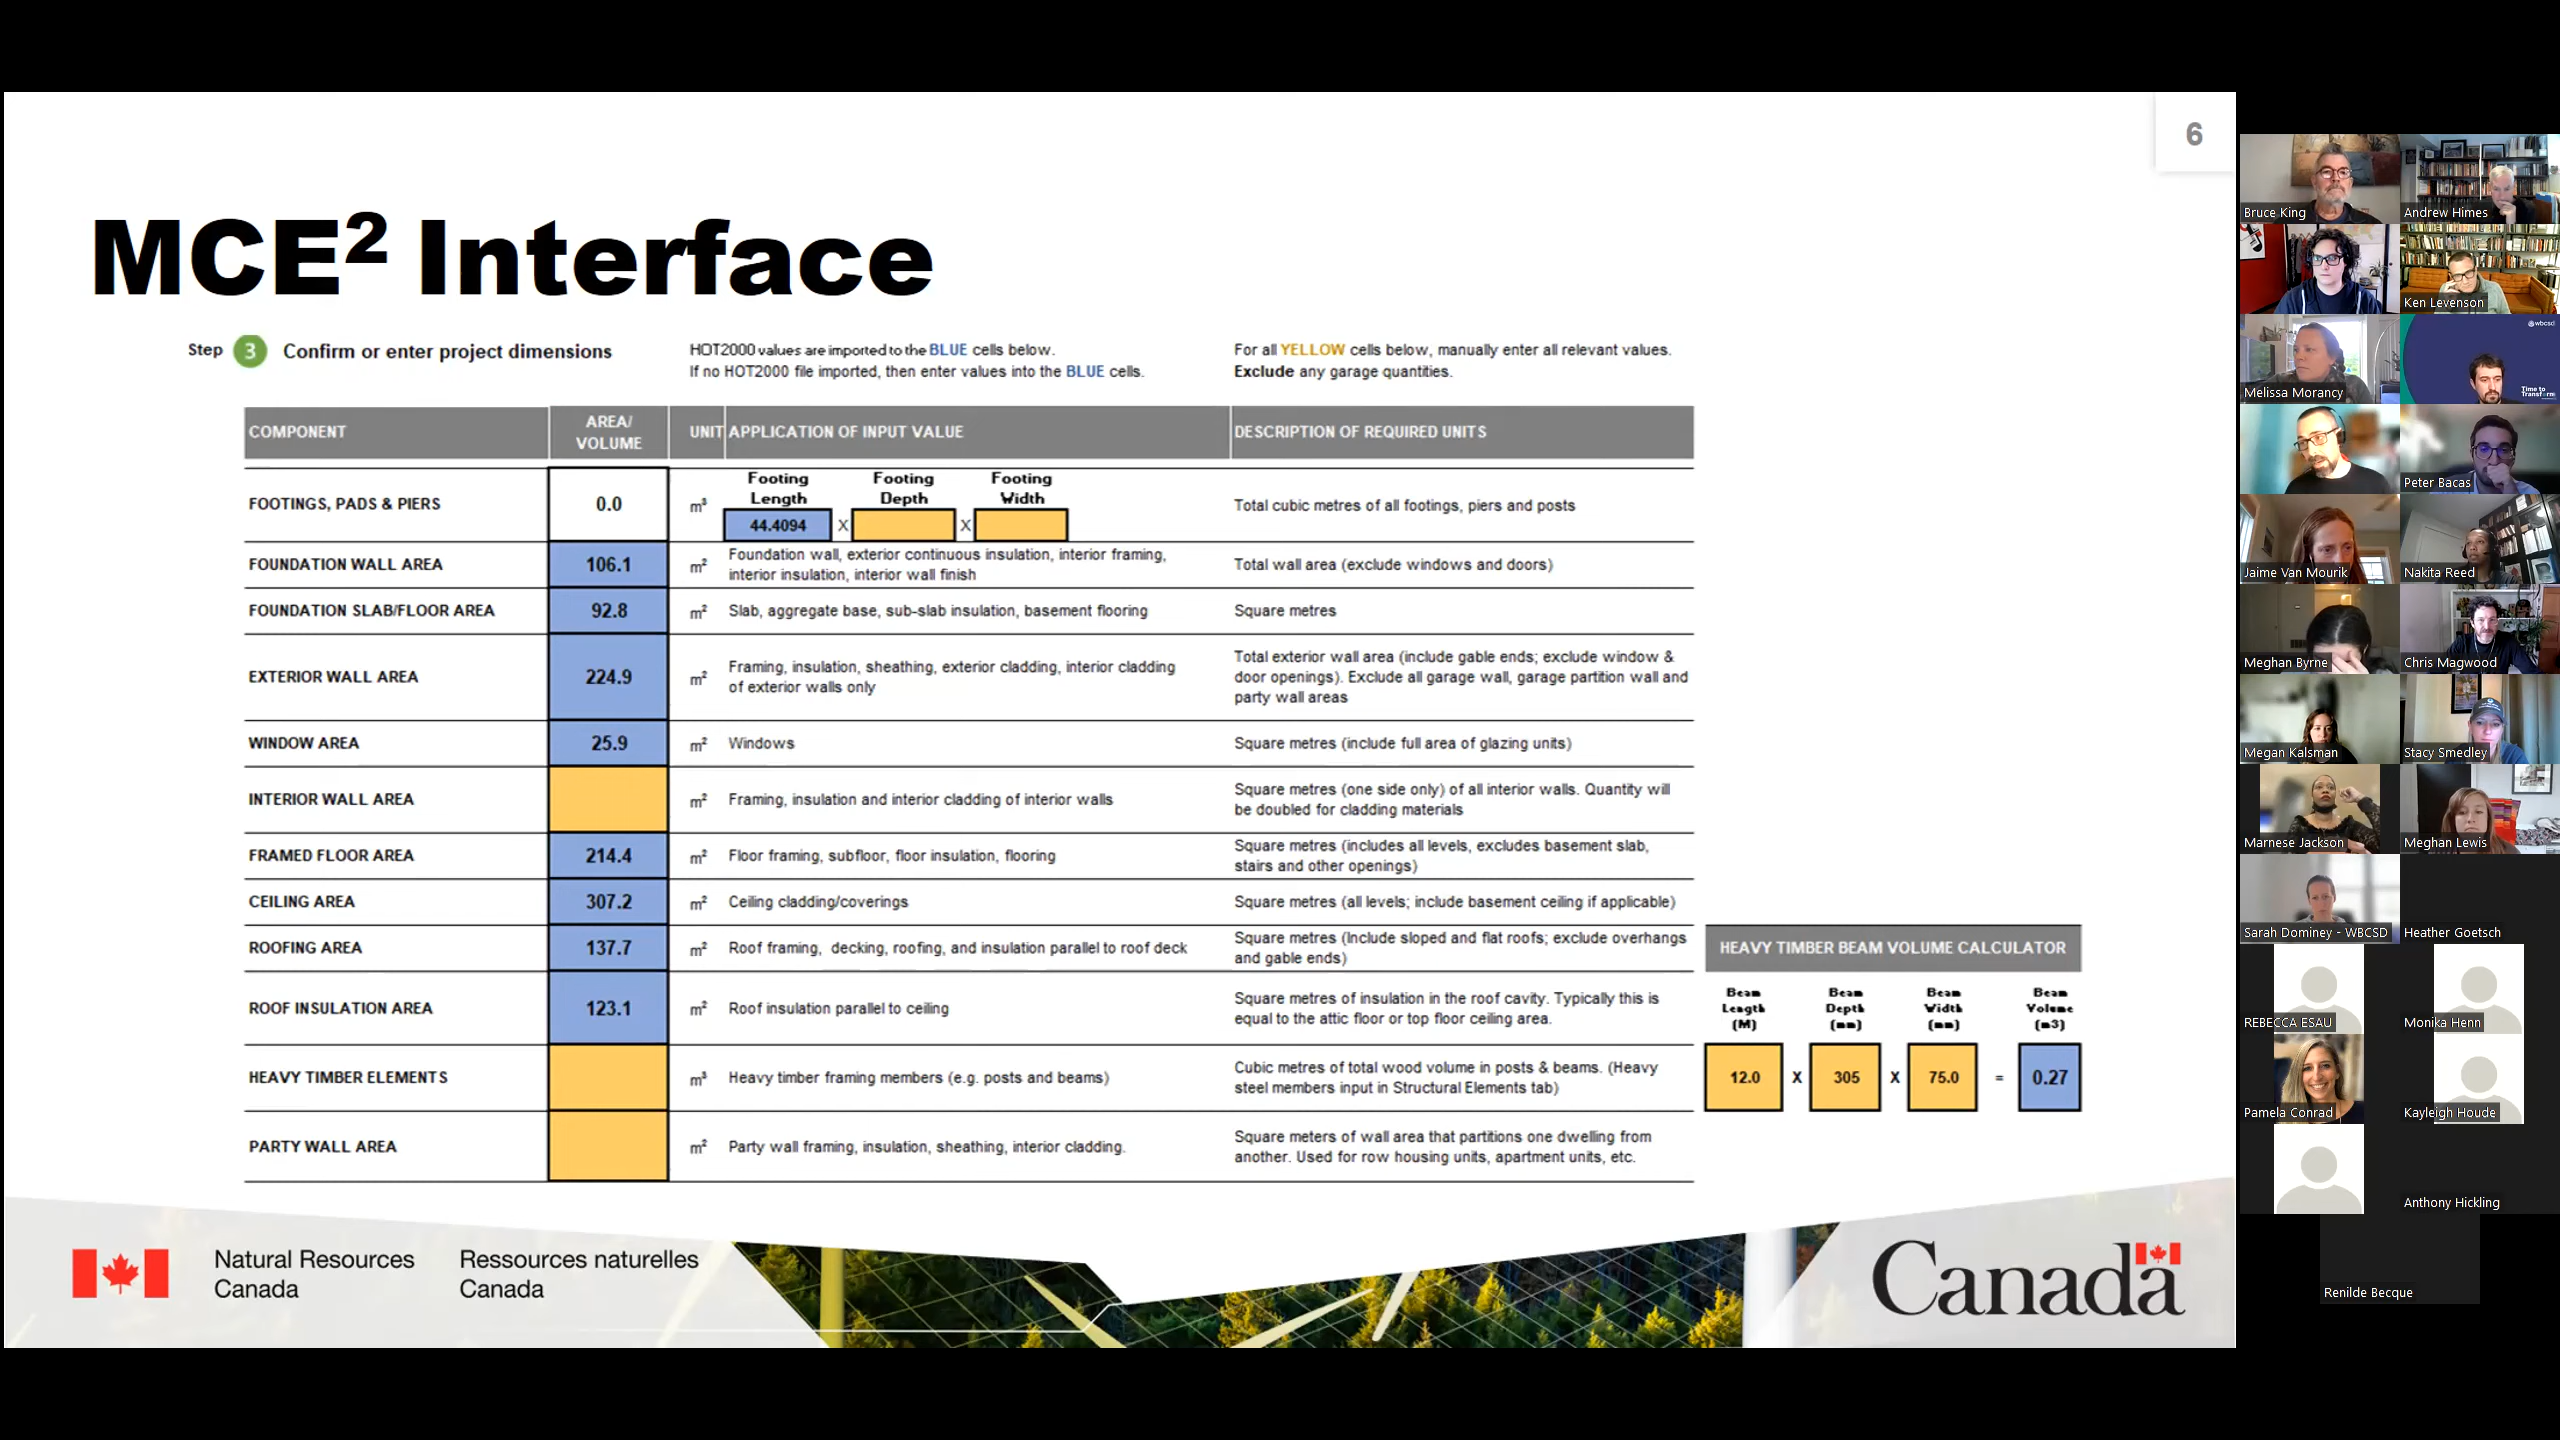 6
MCE² Interface
Step 3 Confirm or enter project dimensions
HOT2000 values are imported to the BLUE cells below.
If no HOT2000 file imported, then enter values into the BLUE cells.
For all YELLOW cells below, manually enter all relevant values.
Exclude any garage quantities.
COMPONENT
AREA/
VOLUME
UNIT
APPLICATION OF INPUT VALUE
DESCRIPTION OF REQUIRED UNITS
FOOTINGS, PADS & PIERS
0.0
m³
Footing
Length
Footing
Depth
Footing
Width
44.4094 X X
Total cubic metres of all footings, piers and posts
FOUNDATION WALL AREA
106.1
m²
Foundation wall, exterior continuous insulation, interior framing,
interior insulation, interior wall finish
Total wall area (exclude windows and doors)
FOUNDATION SLAB/FLOOR AREA
92.8
m²
Slab, aggregate base, sub-slab insulation, basement flooring
Square metres
EXTERIOR WALL AREA
224.9
m²
Framing, insulation, sheathing, exterior cladding, interior cladding
of exterior walls only
Total exterior wall area (include gable ends; exclude window &
door openings). Exclude all garage wall, garage partition wall and
party wall areas
WINDOW AREA
25.9
m²
Windows
Square metres (include full area of glazing units)
INTERIOR WALL AREA
m²
Framing, insulation and interior cladding of interior walls
Square metres (one side only) of all interior walls. Quantity will
be doubled for cladding materials
FRAMED FLOOR AREA
214.4
m²
Floor framing, subfloor, floor insulation, flooring
Square metres (includes all levels, excludes basement slab,
stairs and other openings)
CEILING AREA
307.2
m²
Ceiling cladding/coverings
Square metres (all levels; include basement ceiling if applicable)
ROOFING AREA
137.7
m²
Roof framing, decking, roofing, and insulation parallel to roof deck
Square metres (Include sloped and flat roofs; exclude overhangs
and gable ends)
ROOF INSULATION AREA
123.1
m²
Roof insulation parallel to ceiling
Square metres of insulation in the roof cavity. Typically this is
equal to the attic floor or top floor ceiling area.
HEAVY TIMBER ELEMENTS
m³
Heavy timber framing members (e.g. posts and beams)
Cubic metres of total wood volume in posts & beams. (Heavy
steel members input in Structural Elements tab)
PARTY WALL AREA
m²
Party wall framing, insulation, sheathing, interior cladding.
Square meters of wall area that partitions one dwelling from
another. Used for row housing units, apartment units, etc.
HEAVY TIMBER BEAM VOLUME CALCULATOR
Beam
Length
(M)
Beam
Depth
(mm)
Beam
Width
(mm)
Beam
Volume
(m3)
12.0 X 305 X 75.0 = 0.27
Natural Resources
Canada
Ressources naturelles
Canada
Canada
Bruce King
Andrew Himes
Ken Levenson
Melissa Morancy
wbcsd
Time to
Transform
Peter Bacas
Jaime Van Mourik
Nakita Reed
Meghan Byrne
Chris Magwood
Megan Kalsman
Stacy Smedley
Marnese Jackson
Meghan Lewis
Sarah Dominey - WBCSD
Heather Goetsch
REBECCA ESAU
Monika Henn
Pamela Conrad
Kayleigh Houde
Anthony Hickling
Renilde Becque